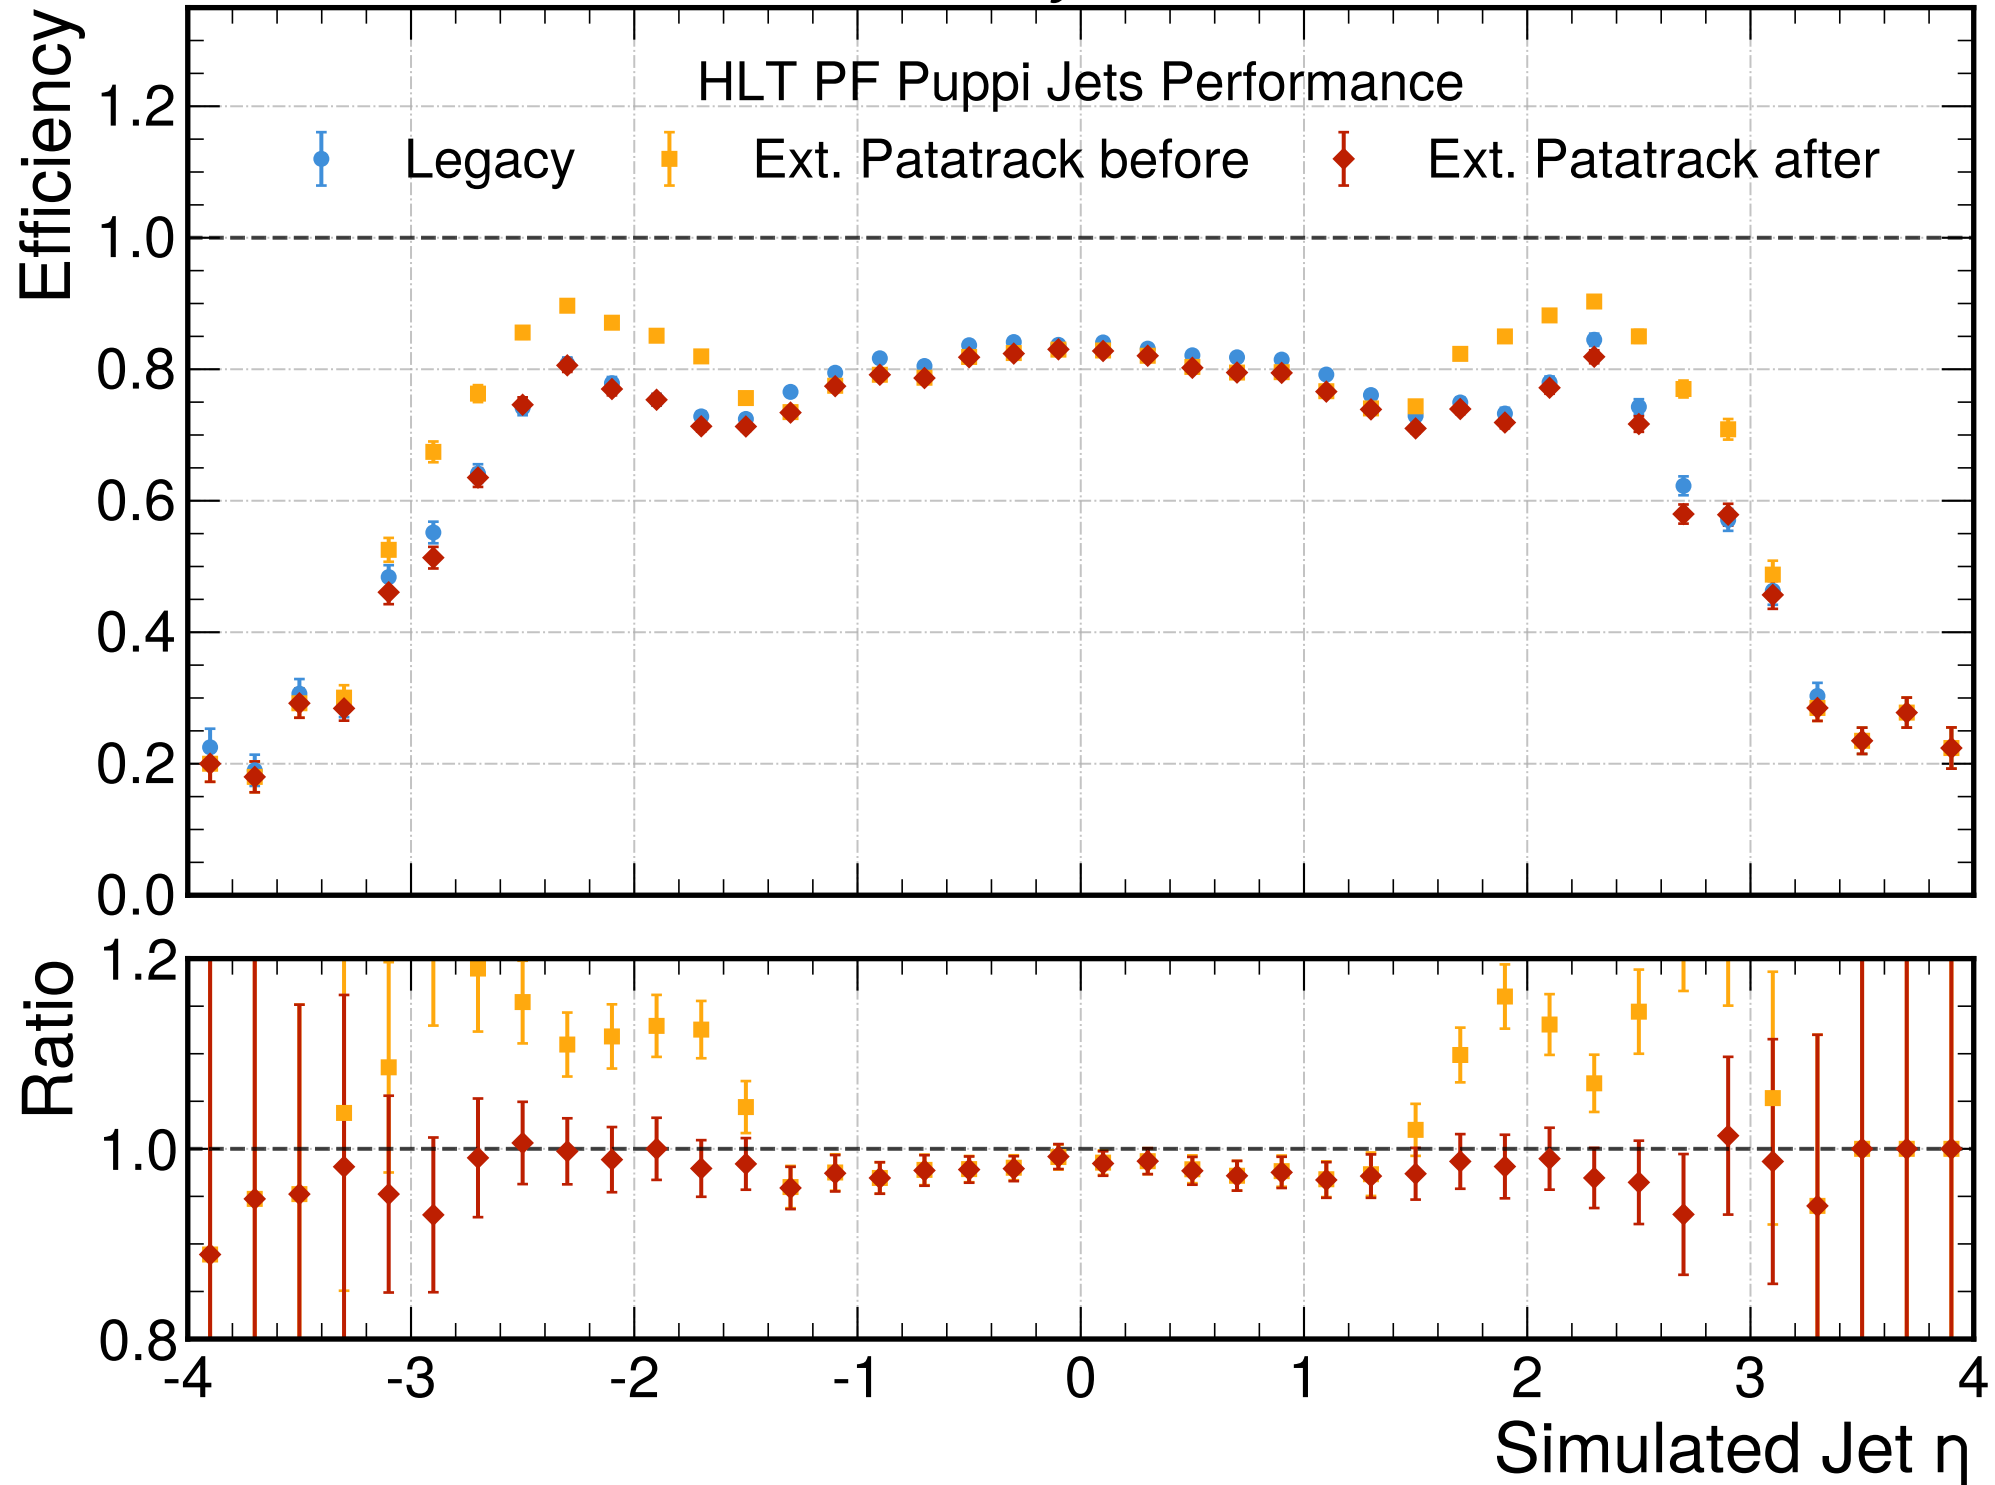 Efficiency
HLT PF Puppi Jets Performance
Legacy
Ext. Patatrack before
Ext. Patatrack after
1.2
1.0
0.8
0.6
0.4
0.2
0.0
Ratio
1.2
1.0
0.8
-4 -3 -2 -1 0 1 2 3 4
Simulated Jet η